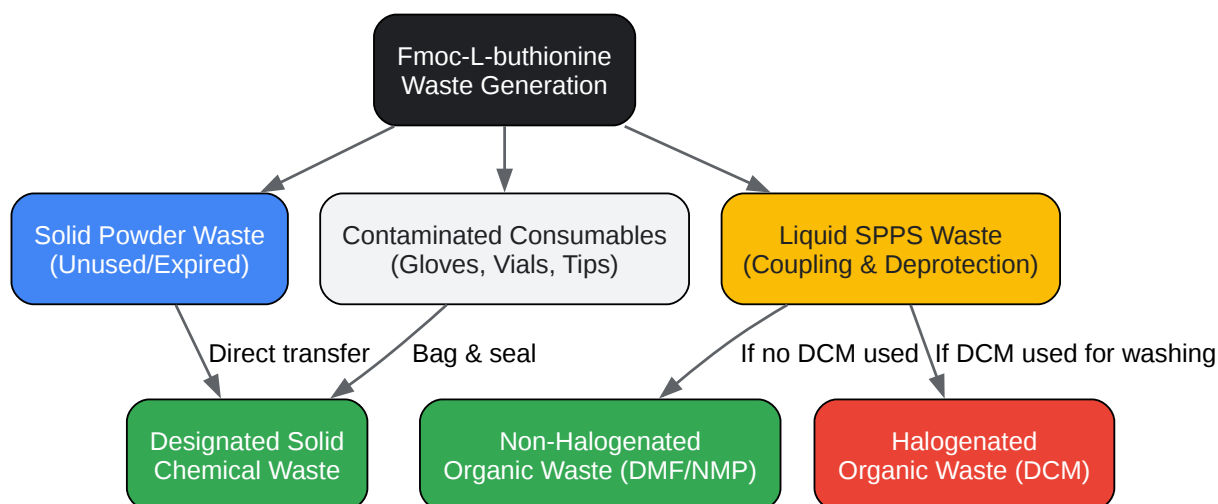 Fmoc-L-buthionine
Waste Generation
Solid Powder Waste
(Unused/Expired)
Contaminated Consumables
(Gloves, Vials, Tips)
Liquid SPPS Waste
(Coupling & Deprotection)
Direct transfer
Bag & seal
If no DCM used
If DCM used for washing
Designated Solid
Chemical Waste
Non-Halogenated
Organic Waste (DMF/NMP)
Halogenated
Organic Waste (DCM)